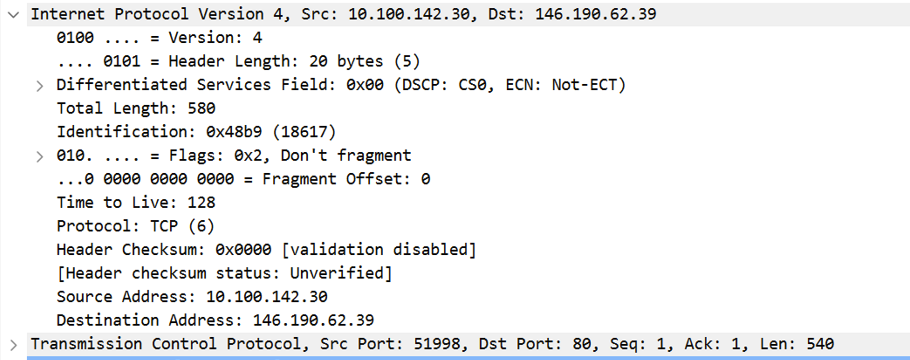 Internet Protocol Version 4, Src: 10.100.142.30, Dst: 146.190.62.39
0100 .... = Version: 4
.... 0101 = Header Length: 20 bytes (5)
Differentiated Services Field: 0x00 (DSCP: CS0, ECN: Not-ECT)
Total Length: 580
Identification: 0x48b9 (18617)
010. .... = Flags: 0x2, Don't fragment
...0 0000 0000 0000 = Fragment Offset: 0
Time to Live: 128
Protocol: TCP (6)
Header Checksum: 0x0000 [validation disabled]
[Header checksum status: Unverified]
Source Address: 10.100.142.30
Destination Address: 146.190.62.39
Transmission Control Protocol, Src Port: 51998, Dst Port: 80, Seq: 1, Ack: 1, Len: 540